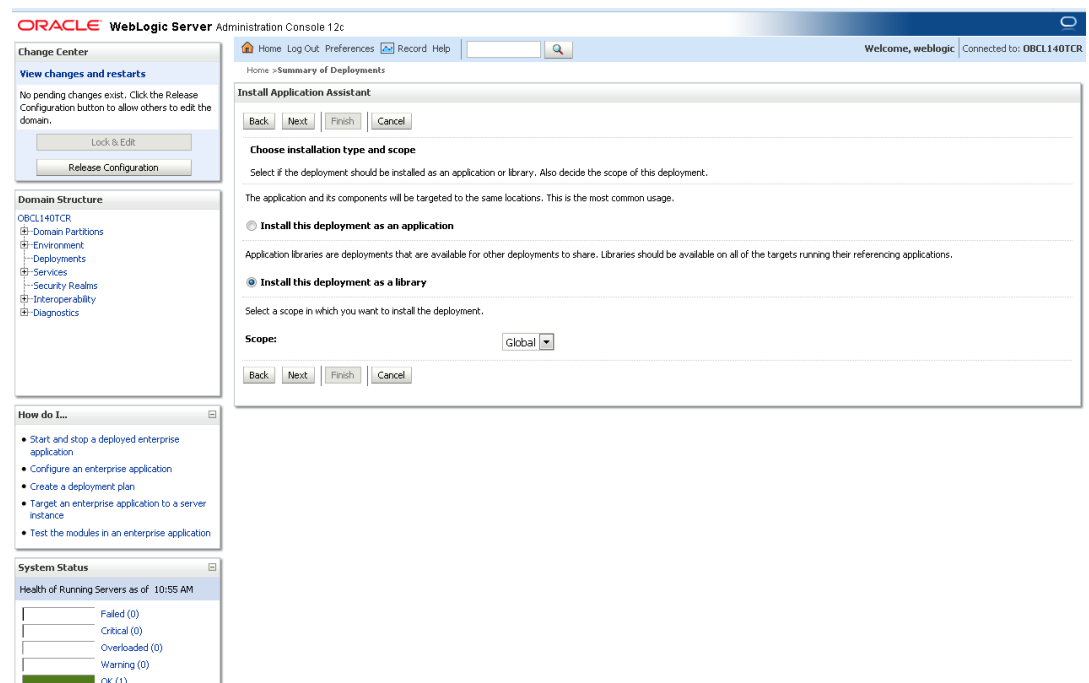 ORACLE WebLogic Server Administration Console 12c
Change Center
View changes and restarts
No pending changes exist. Click the Release
Configuration button to allow others to edit the
domain.
Lock & Edit
Release Configuration
Domain Structure
OBCL140TCR
Domain Partitions
Environment
Deployments
Services
Security Realms
Interoperability
Diagnostics
How do I...
Start and stop a deployed enterprise
application
Configure an enterprise application
Create a deployment plan
Target an enterprise application to a server
instance
Test the modules in an enterprise application
System Status
Health of Running Servers as of 10:55 AM
Failed (0)
Critical (0)
Overloaded (0)
Warning (0)
OK (1)
Home Log Out Preferences Record Help
Welcome, weblogic Connected to: OBCL140TCR
Home >Summary of Deployments
Install Application Assistant
Back Next Finish Cancel
Choose installation type and scope
Select if the deployment should be installed as an application or library. Also decide the scope of this deployment.
The application and its components will be targeted to the same locations. This is the most common usage.
Install this deployment as an application
Application libraries are deployments that are available for other deployments to share. Libraries should be available on all of the targets running their referencing applications.
Install this deployment as a library
Select a scope in which you want to install the deployment.
Scope: Global
Back Next Finish Cancel